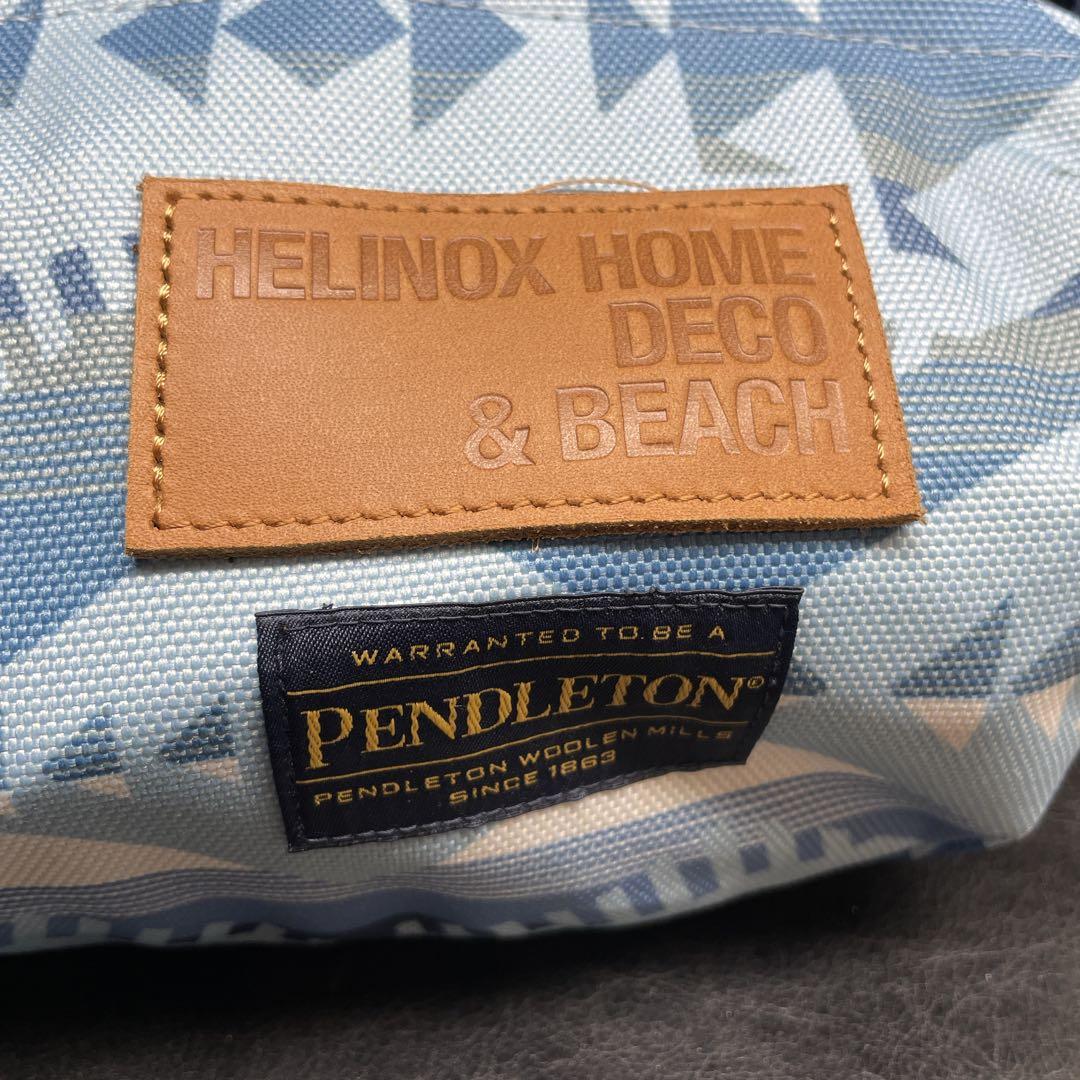 HELINOX HOME
DECO
& BEACH
WARRANTED TO BE A
PENDLETON®
PENDLETON WOOLEN MILLS
SINCE 1863